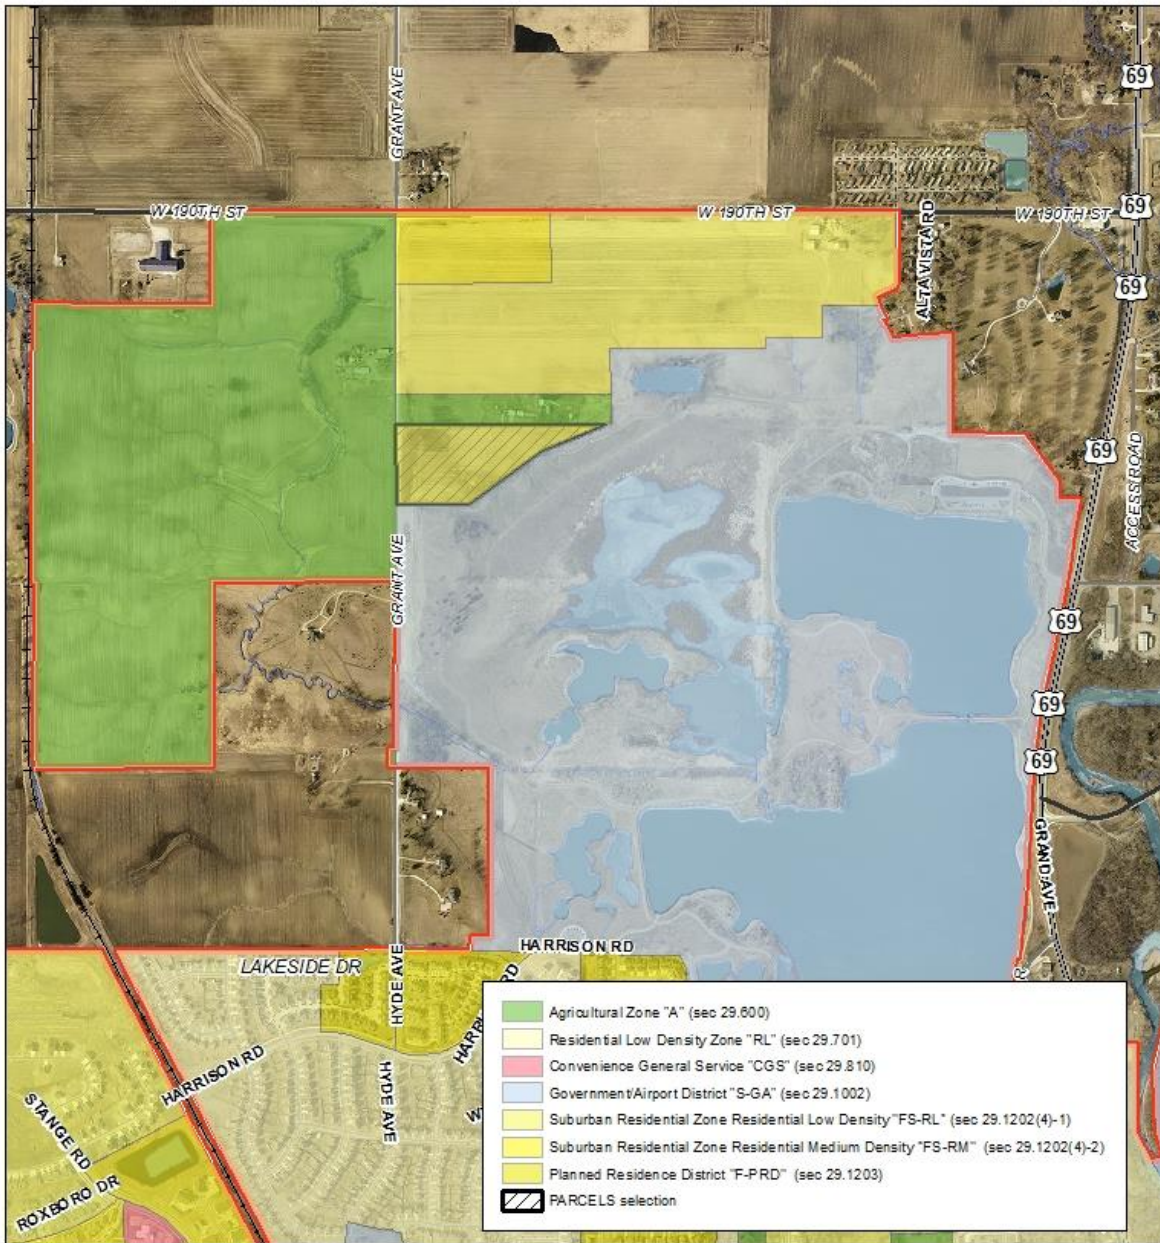 69
GRANT AVE
W 190TH ST
W 190TH ST
W 190TH ST
69
ALTA VISTA RD
69
69
ACCESS ROAD
GRANT AVE
69
69
69
GRAND AVE
HARRISON RD
LAKESIDE DR
HYDE AVE
R
HARRISON RD
HYDE AVE
STANGE RD
ROXBORO DR
Agricultural Zone "A" (sec 29.600)
Residential Low Density Zone "RL" (sec 29.701)
Convenience General Service "CGS" (sec 29.810)
Government/Airport District "S-GA" (sec 29.1002)
Suburban Residential Zone Residential Low Density "FS-RL" (sec 29.1202(4)-1)
Suburban Residential Zone Residential Medium Density "FS-RM" (sec 29.1202(4)-2)
Planned Residence District "F-PRD" (sec 29.1203)
PARCELS selection